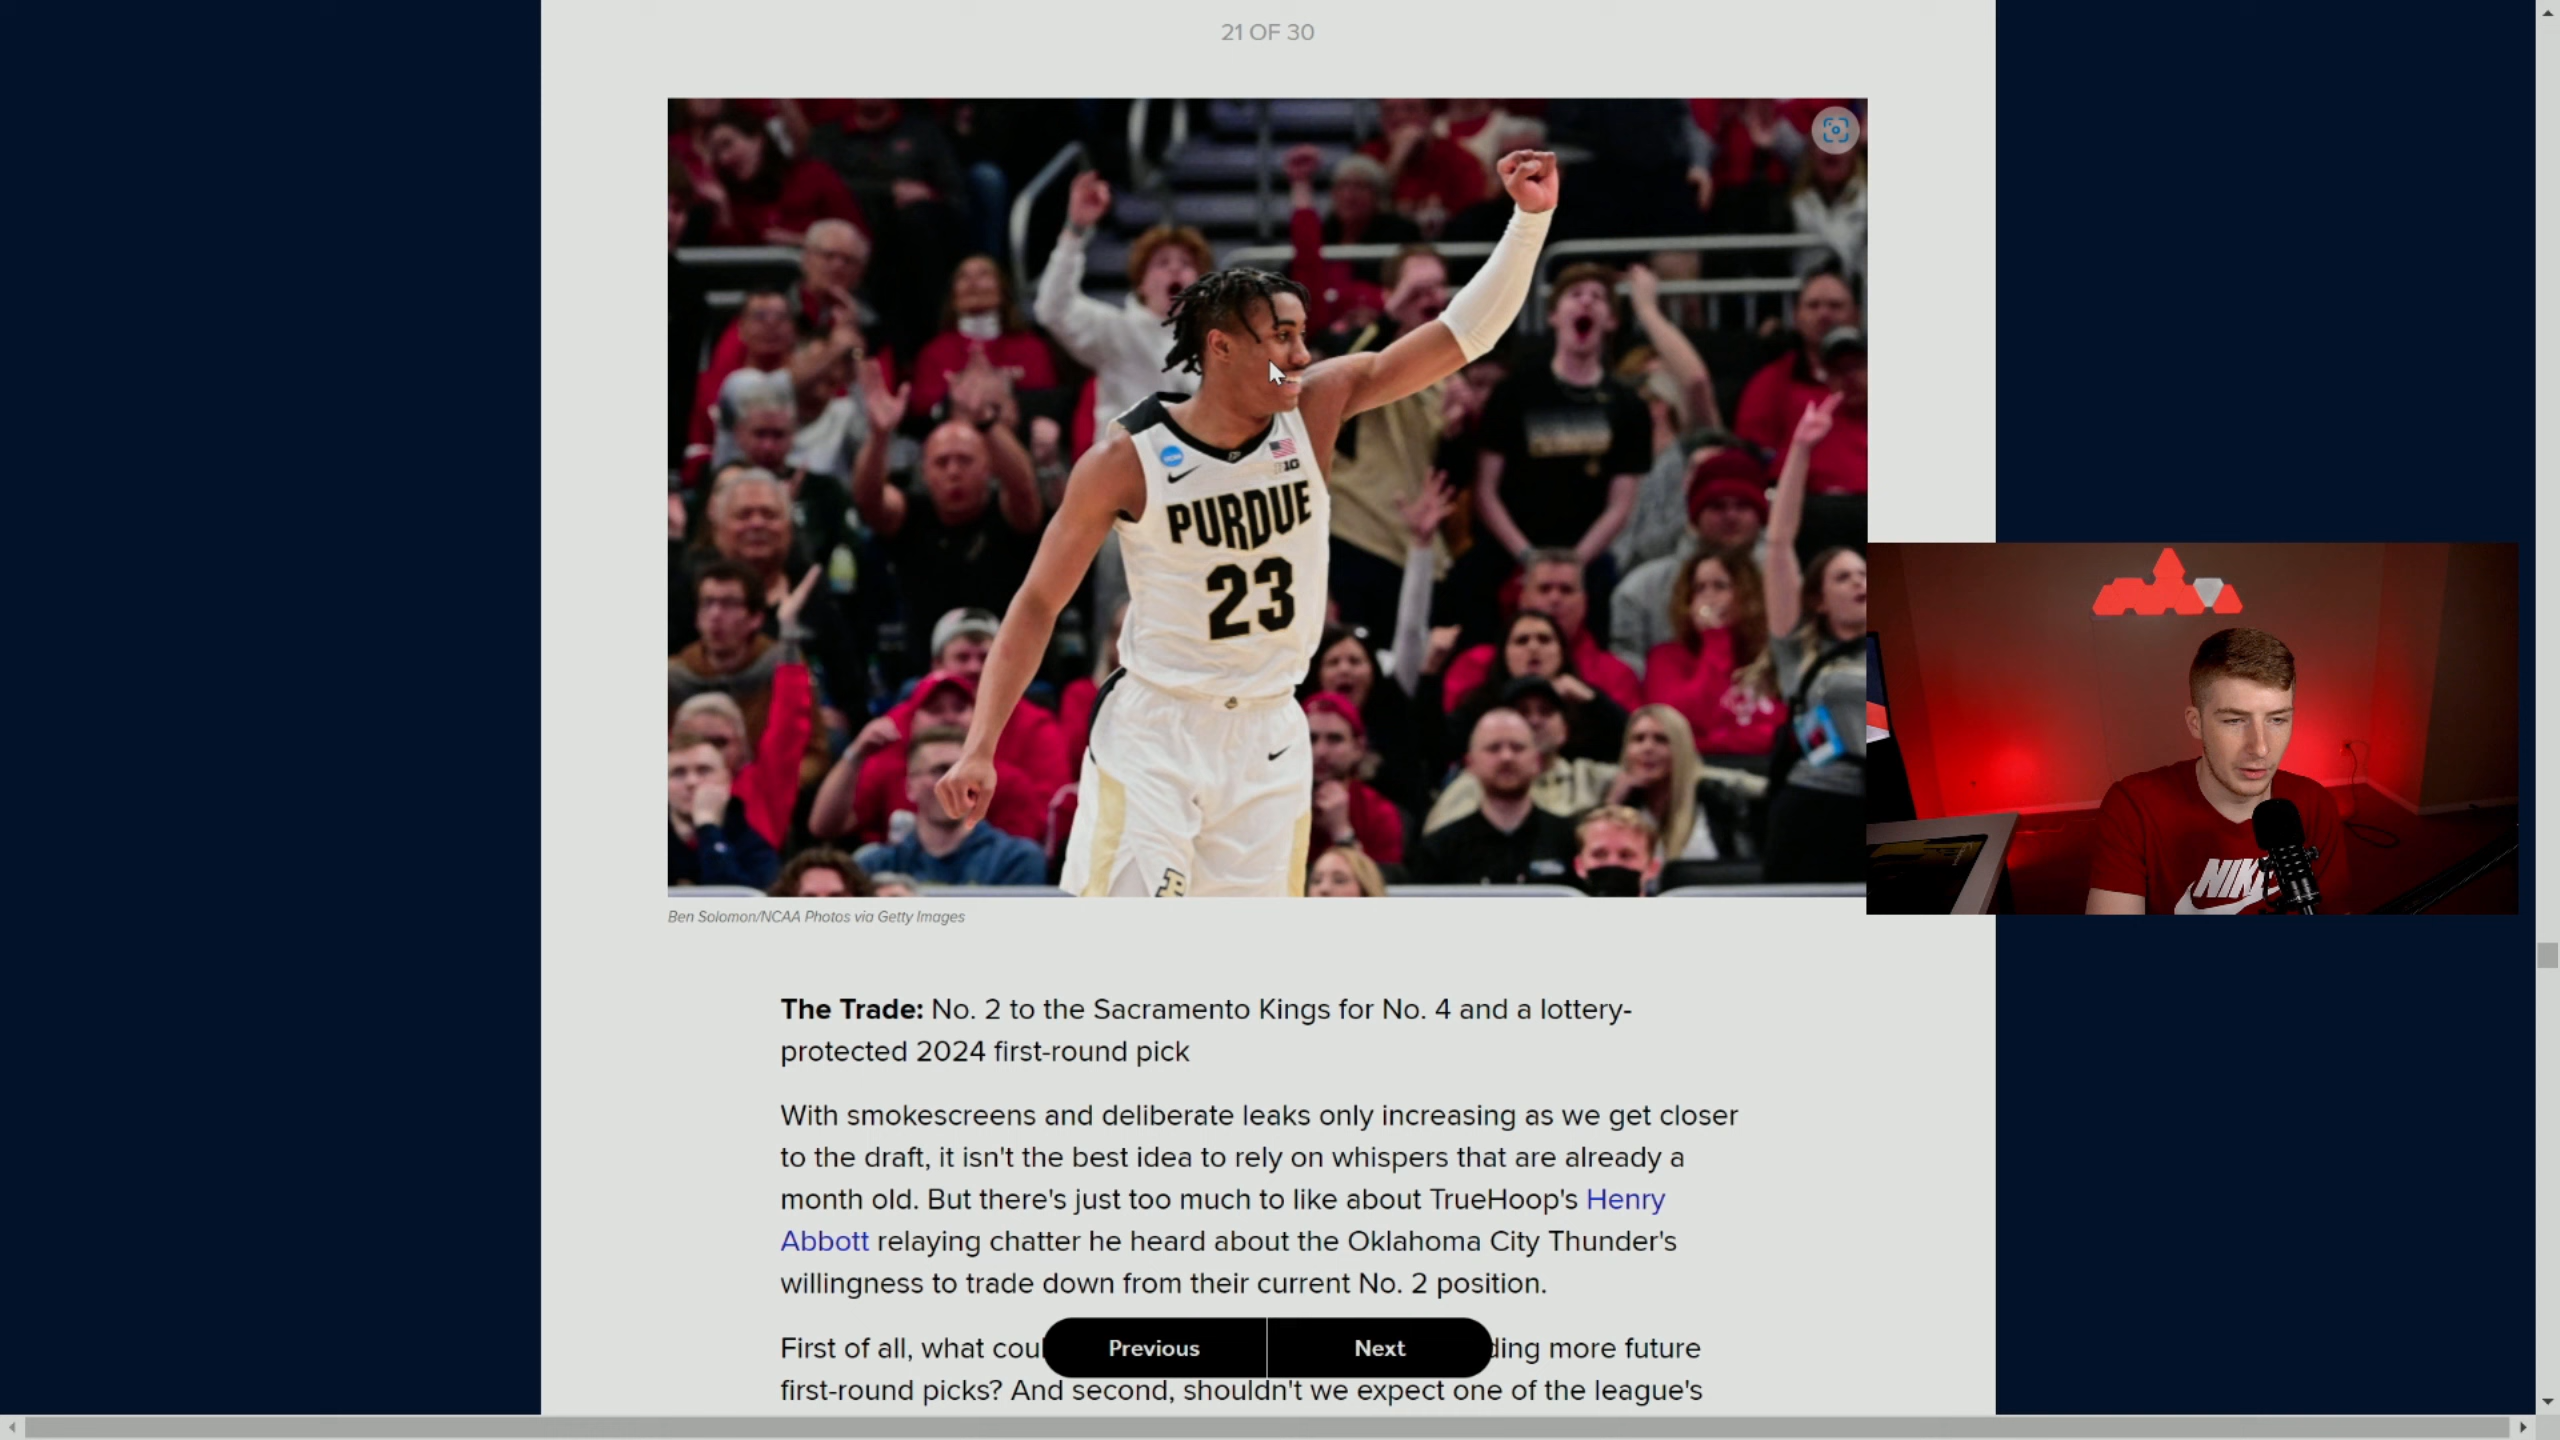 21 OF 30
PURDUE
23
NIKE
Ben Solomon/NCAA Photos via Getty Images
The Trade: No. 2 to the Sacramento Kings for No. 4 and a lottery-
protected 2024 first-round pick
With smokescreens and deliberate leaks only increasing as we get closer
to the draft, it isn't the best idea to rely on whispers that are already a
month old. But there's just too much to like about TrueHoop's Henry
Abbott relaying chatter he heard about the Oklahoma City Thunder's
willingness to trade down from their current No. 2 position.
First of all, what coul
Previous
Next
ding more future
first-round picks? And second, shouldn't we expect one of the league's